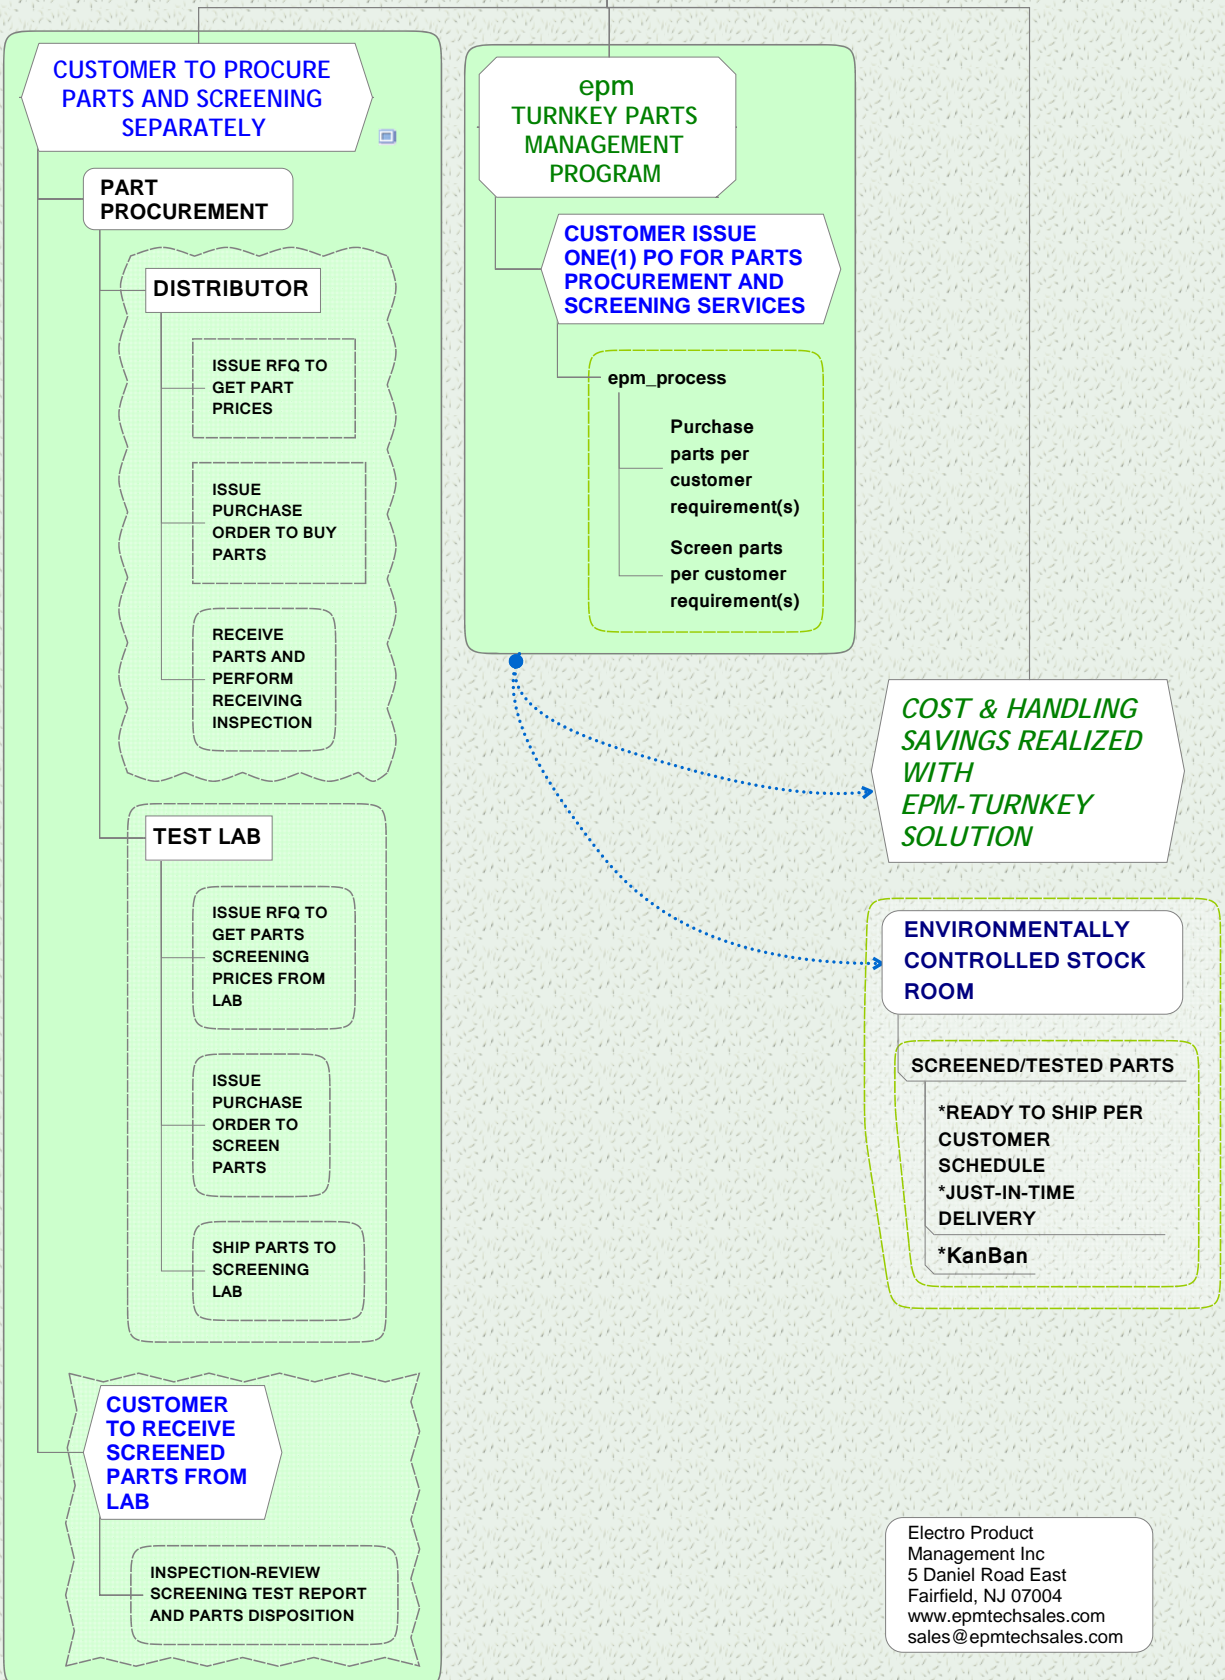 CUSTOMER TO PROCURE
PARTS AND SCREENING
SEPARATELY
PART
PROCUREMENT
DISTRIBUTOR
ISSUE RFQ TO
GET PART
PRICES
ISSUE
PURCHASE
ORDER TO BUY
PARTS
RECEIVE
PARTS AND
PERFORM
RECEIVING
INSPECTION
TEST LAB
ISSUE RFQ TO
GET PARTS
SCREENING
PRICES FROM
LAB
ISSUE
PURCHASE
ORDER TO
SCREEN
PARTS
SHIP PARTS TO
SCREENING
LAB
CUSTOMER
TO RECEIVE
SCREENED
PARTS FROM
LAB
INSPECTION-REVIEW
SCREENING TEST REPORT
AND PARTS DISPOSITION
epm
TURNKEY PARTS
MANAGEMENT
PROGRAM
CUSTOMER ISSUE
ONE(1) PO FOR PARTS
PROCUREMENT AND
SCREENING SERVICES
epm_process
Purchase
parts per
customer
requirement(s)
Screen parts
per customer
requirement(s)
COST & HANDLING
SAVINGS REALIZED
WITH
EPM-TURNKEY
SOLUTION
ENVIRONMENTALLY
CONTROLLED STOCK
ROOM
SCREENED/TESTED PARTS
*READY TO SHIP PER
CUSTOMER
SCHEDULE
*JUST-IN-TIME
DELIVERY
*KanBan
Electro Product
Management Inc
5 Daniel Road East
Fairfield, NJ 07004
www.epmtechsales.com
sales@epmtechsales.com